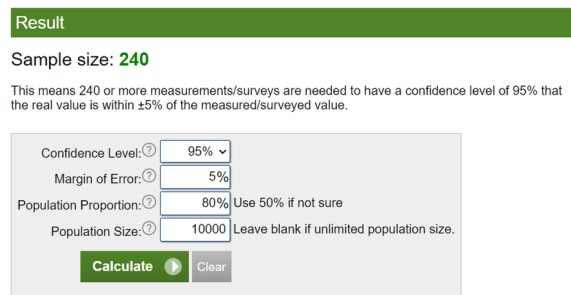 Result
Sample size: 240
This means 240 or more measurements/surveys are needed to have a confidence level of 95% that
the real value is within ±5% of the measured/surveyed value.
Confidence Level:? 95%
Margin of Error:? 5%
Population Proportion:? 80% Use 50% if not sure
Population Size:? 10000 Leave blank if unlimited population size.
Calculate Clear